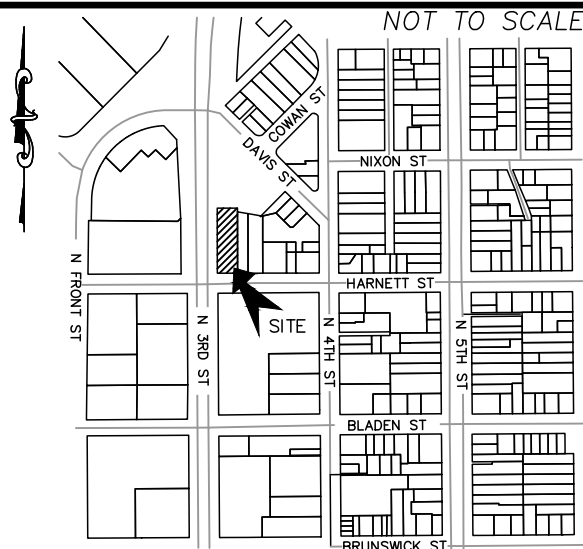 NOT TO SCALE
COWAN ST
DAVIS ST
NIXON ST
N FRONT ST
HARNETT ST
SITE
N 3RD ST
N 4TH ST
N 5TH ST
BLADEN ST
BRUNSWICK ST